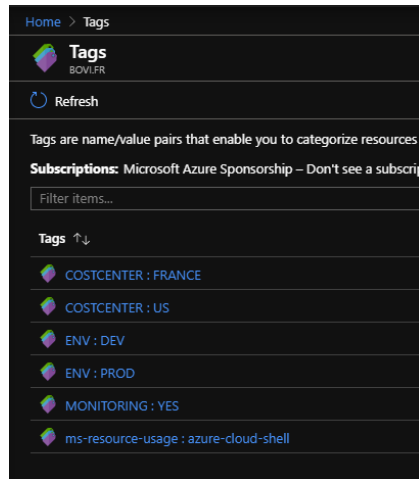 Home > Tags
Tags
BOVI.FR
Refresh
Tags are name/value pairs that enable you to categorize resources
Subscriptions: Microsoft Azure Sponsorship – Don't see a subscrip
Filter items...
Tags ↑↓
COSTCENTER : FRANCE
COSTCENTER : US
ENV : DEV
ENV : PROD
MONITORING : YES
ms-resource-usage : azure-cloud-shell